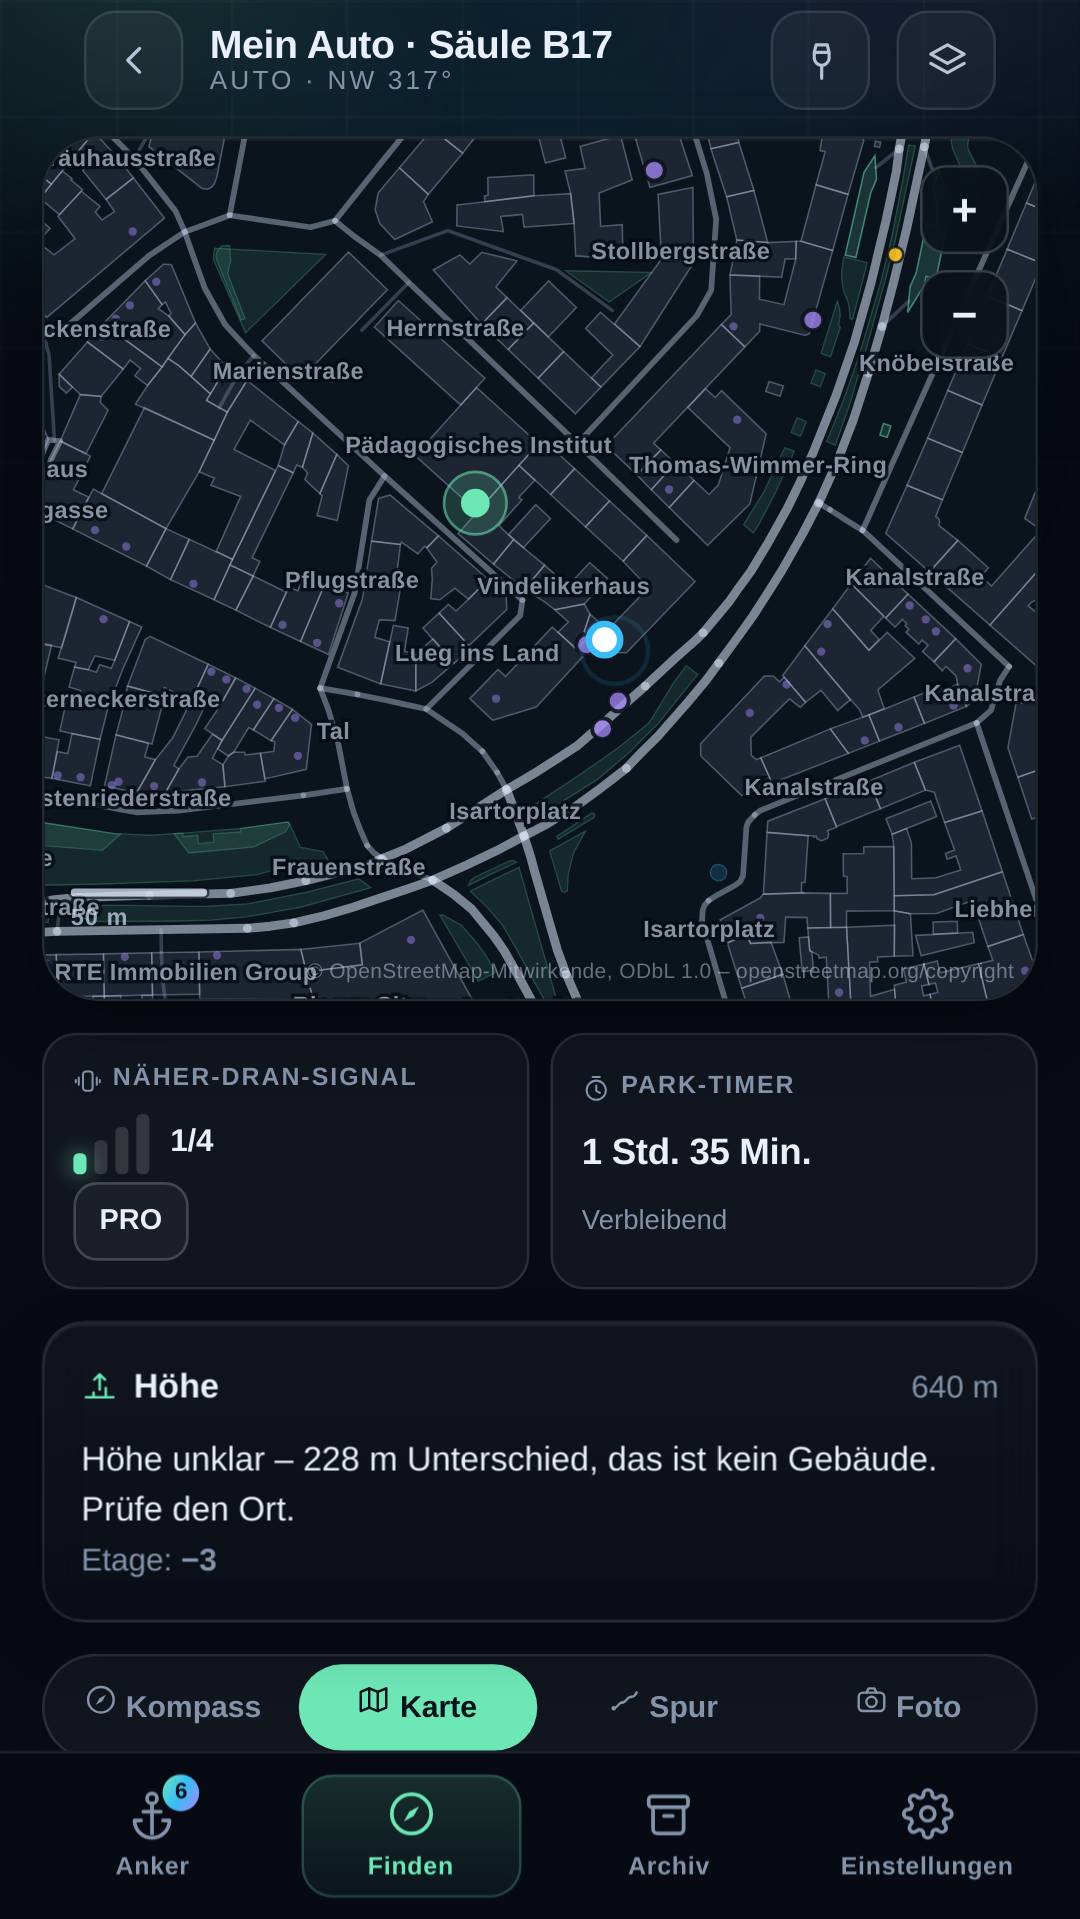 Mein Auto · Säule B17
AUTO · NW 317°
äuhausstraße
Stollbergstraße
+
−
ckenstraße
Herrnstraße
Marienstraße
Knöbelstraße
Pädagogisches Institut
aus
Thomas-Wimmer-Ring
gasse
Pflugstraße
Vindelikerhaus
Kanalstraße
Lueg ins Land
erneckerstraße
Kanalstra
Tal
stenriederstraße
Kanalstraße
Isartorplatz
e
Frauenstraße
traße
50 m
Liebher
Isartorplatz
RTE Immobilien Group
© OpenStreetMap-Mitwirkende, ODbL 1.0 – openstreetmap.org/copyright
NÄHER-DRAN-SIGNAL
1/4
PRO
PARK-TIMER
1 Std. 35 Min.
Verbleibend
Höhe
640 m
Höhe unklar – 228 m Unterschied, das ist kein Gebäude.
Prüfe den Ort.
Etage: −3
Kompass
Karte
Spur
Foto
6
Anker
Finden
Archiv
Einstellungen